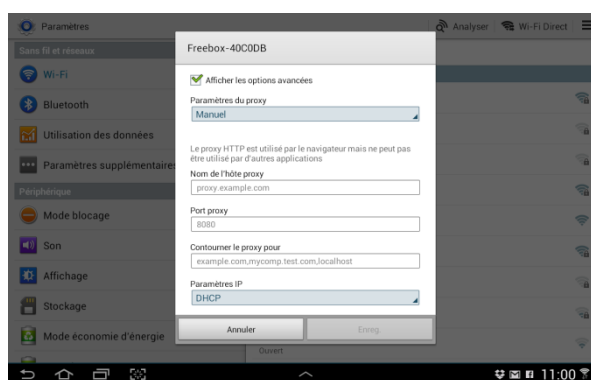 Paramètres
Analyser
Wi-Fi Direct
Sans fil et réseaux
Wi-Fi
Bluetooth
Utilisation des données
Paramètres supplémentaires
Périphérique
Mode blocage
Son
Affichage
Stockage
Mode économie d'énergie
Freebox-40C0DB
Afficher les options avancées
Paramètres du proxy
Manuel
Le proxy HTTP est utilisé par le navigateur mais ne peut pas
être utilisé par d'autres applications
Nom de l'hôte proxy
proxy.example.com
Port proxy
8080
Contourner le proxy pour
example.com,mycomp.test.com,localhost
Paramètres IP
DHCP
Annuler
Enreg.
Ouvert
11:00